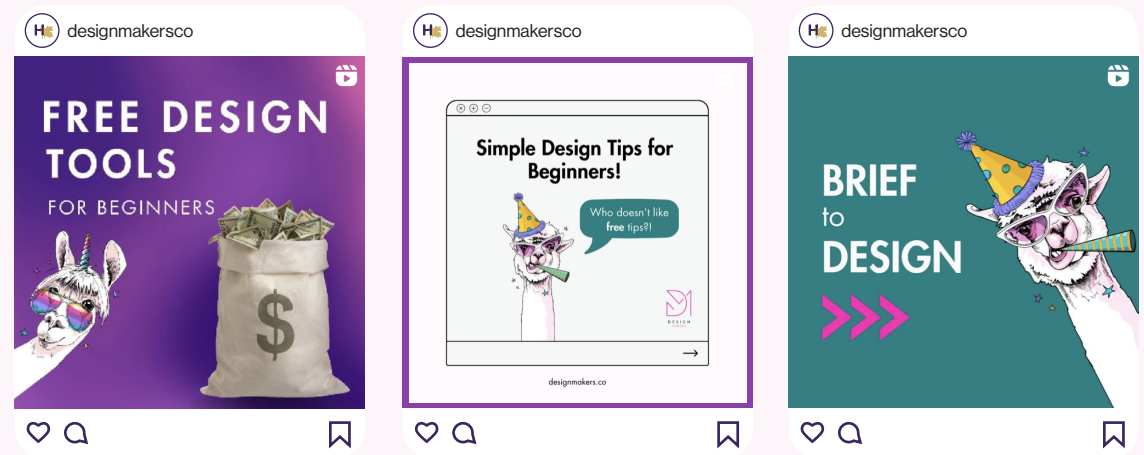 designmakersco
FREE DESIGN
TOOLS
FOR BEGINNERS
$
designmakersco
Simple Design Tips for
Beginners!
Who doesn't like
free tips?!
DESIGN
designmakers.co
designmakersco
BRIEF
to
DESIGN